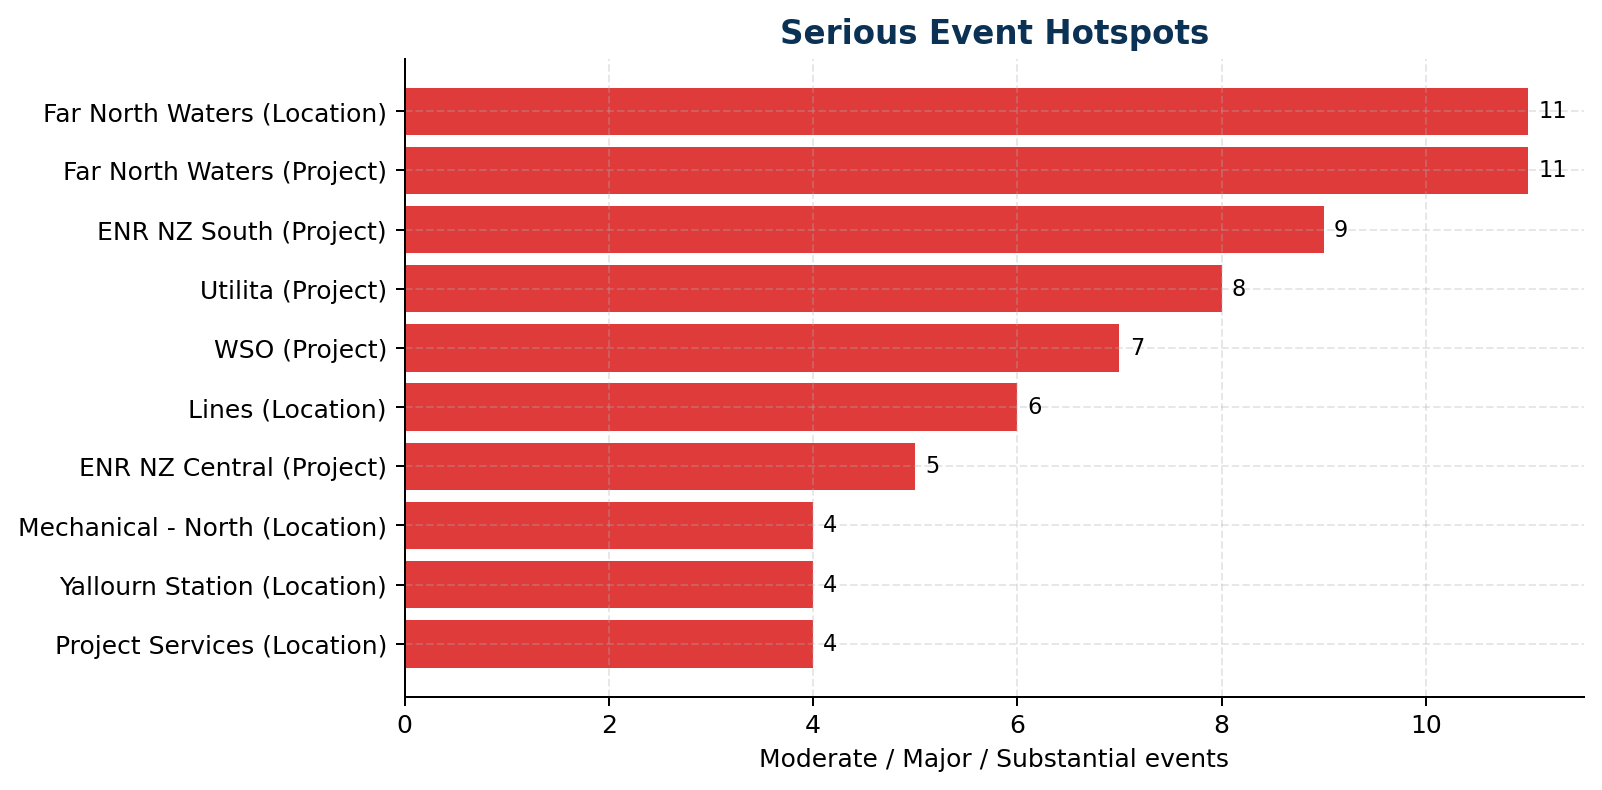 Serious Event Hotspots
Far North Waters (Location) 11
Far North Waters (Project) 11
ENR NZ South (Project) 9
Utilita (Project) 8
WSO (Project) 7
Lines (Location) 6
ENR NZ Central (Project) 5
Mechanical - North (Location) 4
Yallourn Station (Location) 4
Project Services (Location) 4
0 2 4 6 8 10
Moderate / Major / Substantial events